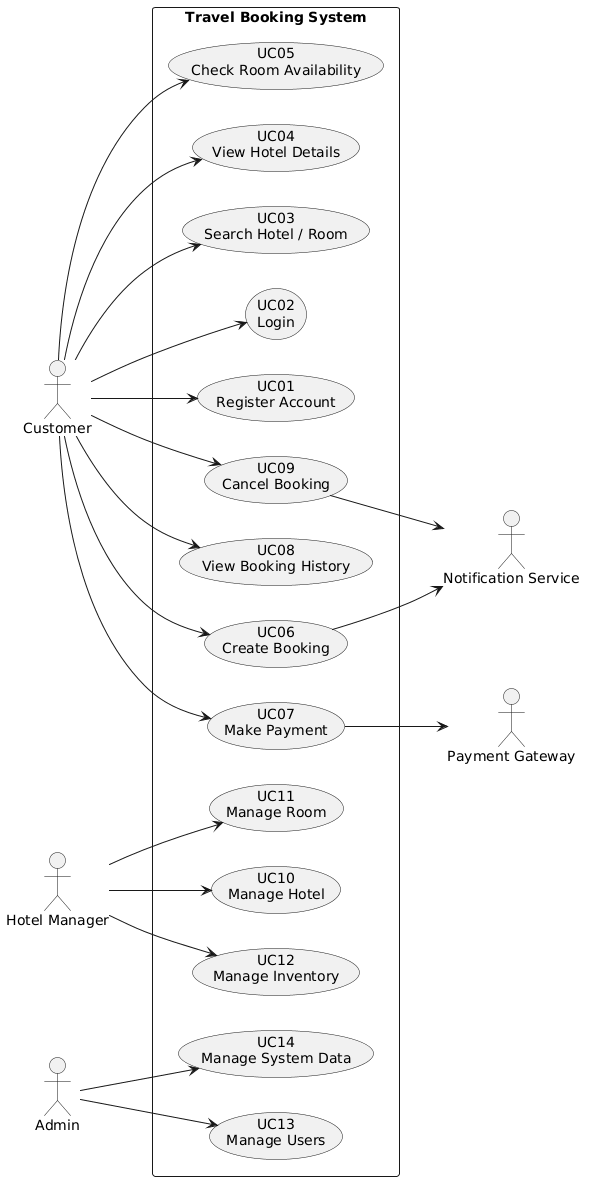 Travel Booking System
UC05
Check Room Availability
UC04
View Hotel Details
UC03
Search Hotel / Room
UC02
Login
UC01
Register Account
Customer
UC09
Cancel Booking
UC08
View Booking History
Notification Service
UC06
Create Booking
UC07
Make Payment
Payment Gateway
UC11
Manage Room
UC10
Manage Hotel
Hotel Manager
UC12
Manage Inventory
UC14
Manage System Data
Admin
UC13
Manage Users